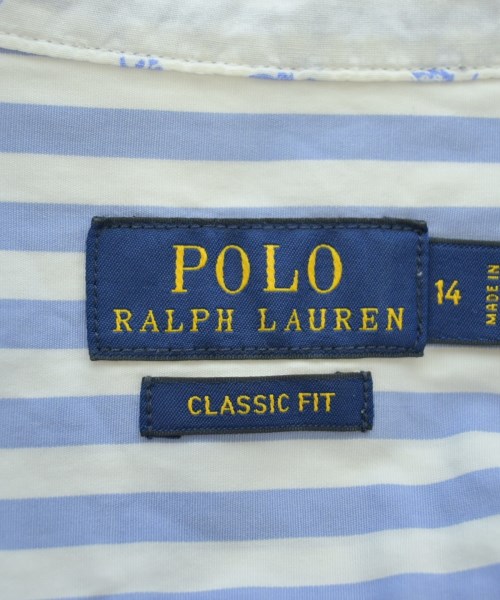 POLO
RALPH LAUREN
14
MADE IN
CLASSIC FIT